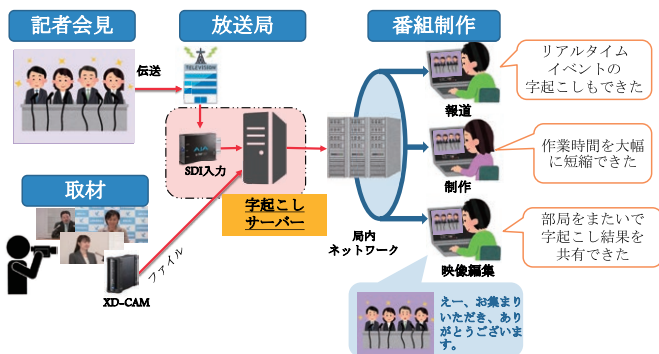 記者会見
放送局
番組制作
伝送
TELEVISION
リアルタイム
イベントの
字起こしもできた
報道
AJA
SDI入力
作業時間を大幅
に短縮できた
制作
取材
字起こし
サーバー
局内
ネットワーク
部局をまたいで
字起こし結果を
共有できた
映像編集
ファイル
XD-CAM
えー、お集まり
いただき、あり
がとうございま
す。